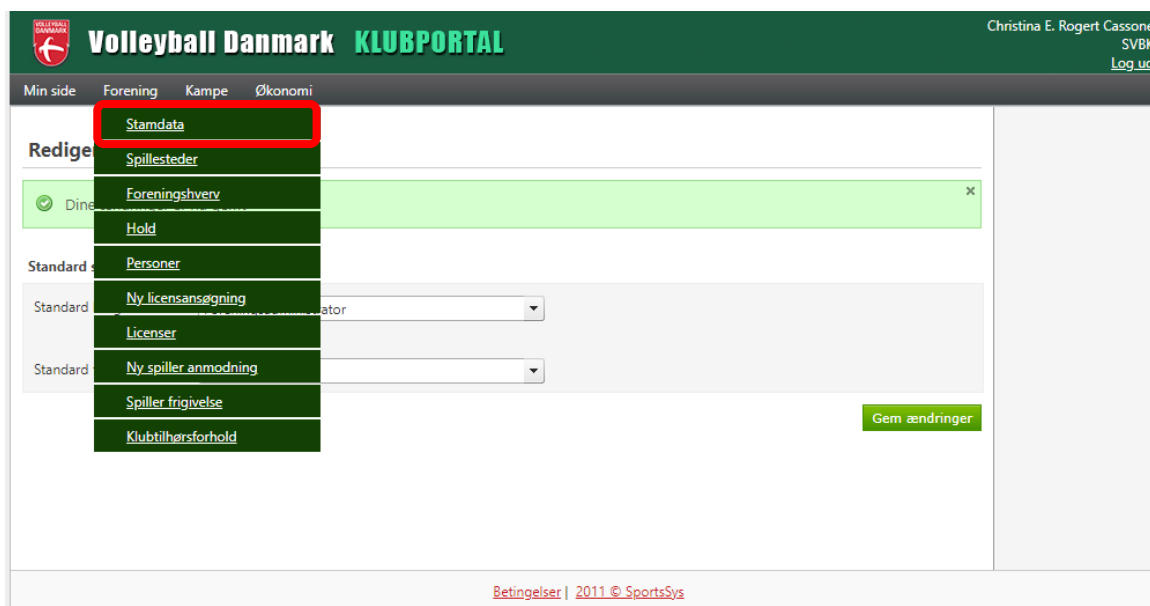 VOLLEYBALL
DANMARK
Volleyball Danmark KLUBPORTAL
Christina E. Rogert Cassone
SVBK
Log ud
Min side Forening Kampe Økonomi
Stamdata
Redige
Spillesteder
Foreningshverv
Dine
Hold
Standard s
Personer
Ny licensansøgning
Standard
ator
Licenser
Standard
Ny spiller anmodning
Spiller frigivelse
Gem ændringer
Klubtilhørsforhold
Betingelser | 2011 © SportsSys